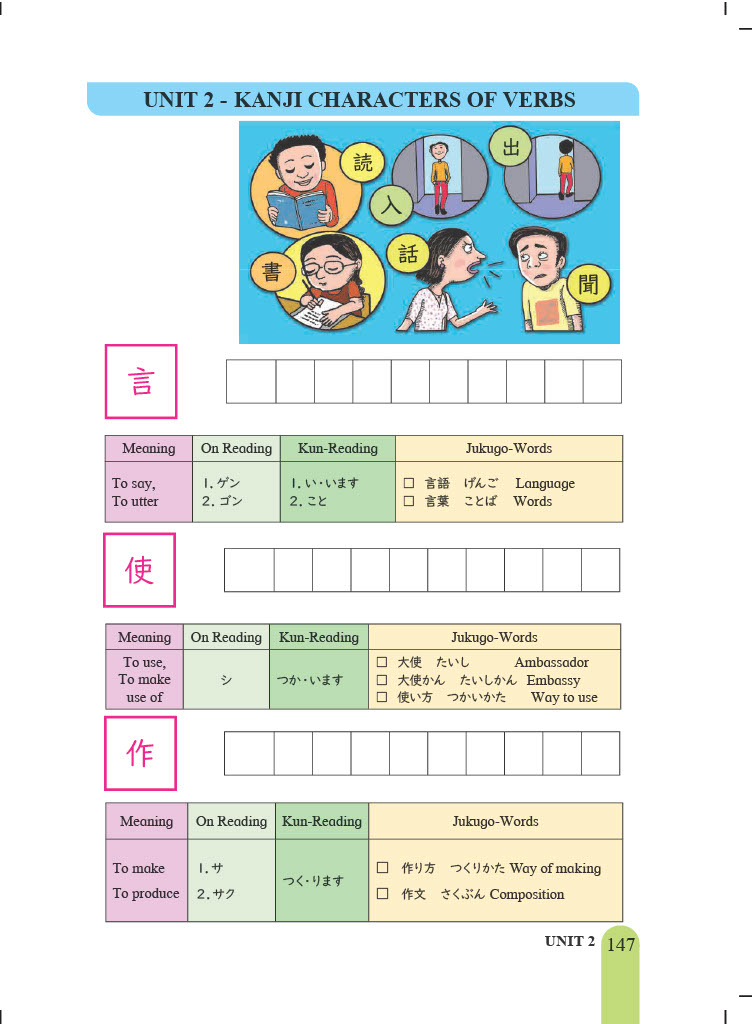 UNIT 2 - KANJI CHARACTERS OF VERBS
読
入
出
書
話
聞
言
Meaning On Reading Kun-Reading Jukugo-Words
To say, 1. ゲン 1. い・います □ 言語 げんご Language
To utter 2. ゴン 2. こと □ 言葉 ことば Words
使
Meaning On Reading Kun-Reading Jukugo-Words
To use, □ 大使 たいし Ambassador
To make シ つか・います □ 大使かん たいしかん Embassy
use of □ 使い方 つかいかた Way to use
作
Meaning On Reading Kun-Reading Jukugo-Words
To make 1. サ つく・ります □ 作り方 つくりかた Way of making
To produce 2. サク □ 作文 さくぶん Composition
UNIT 2 147